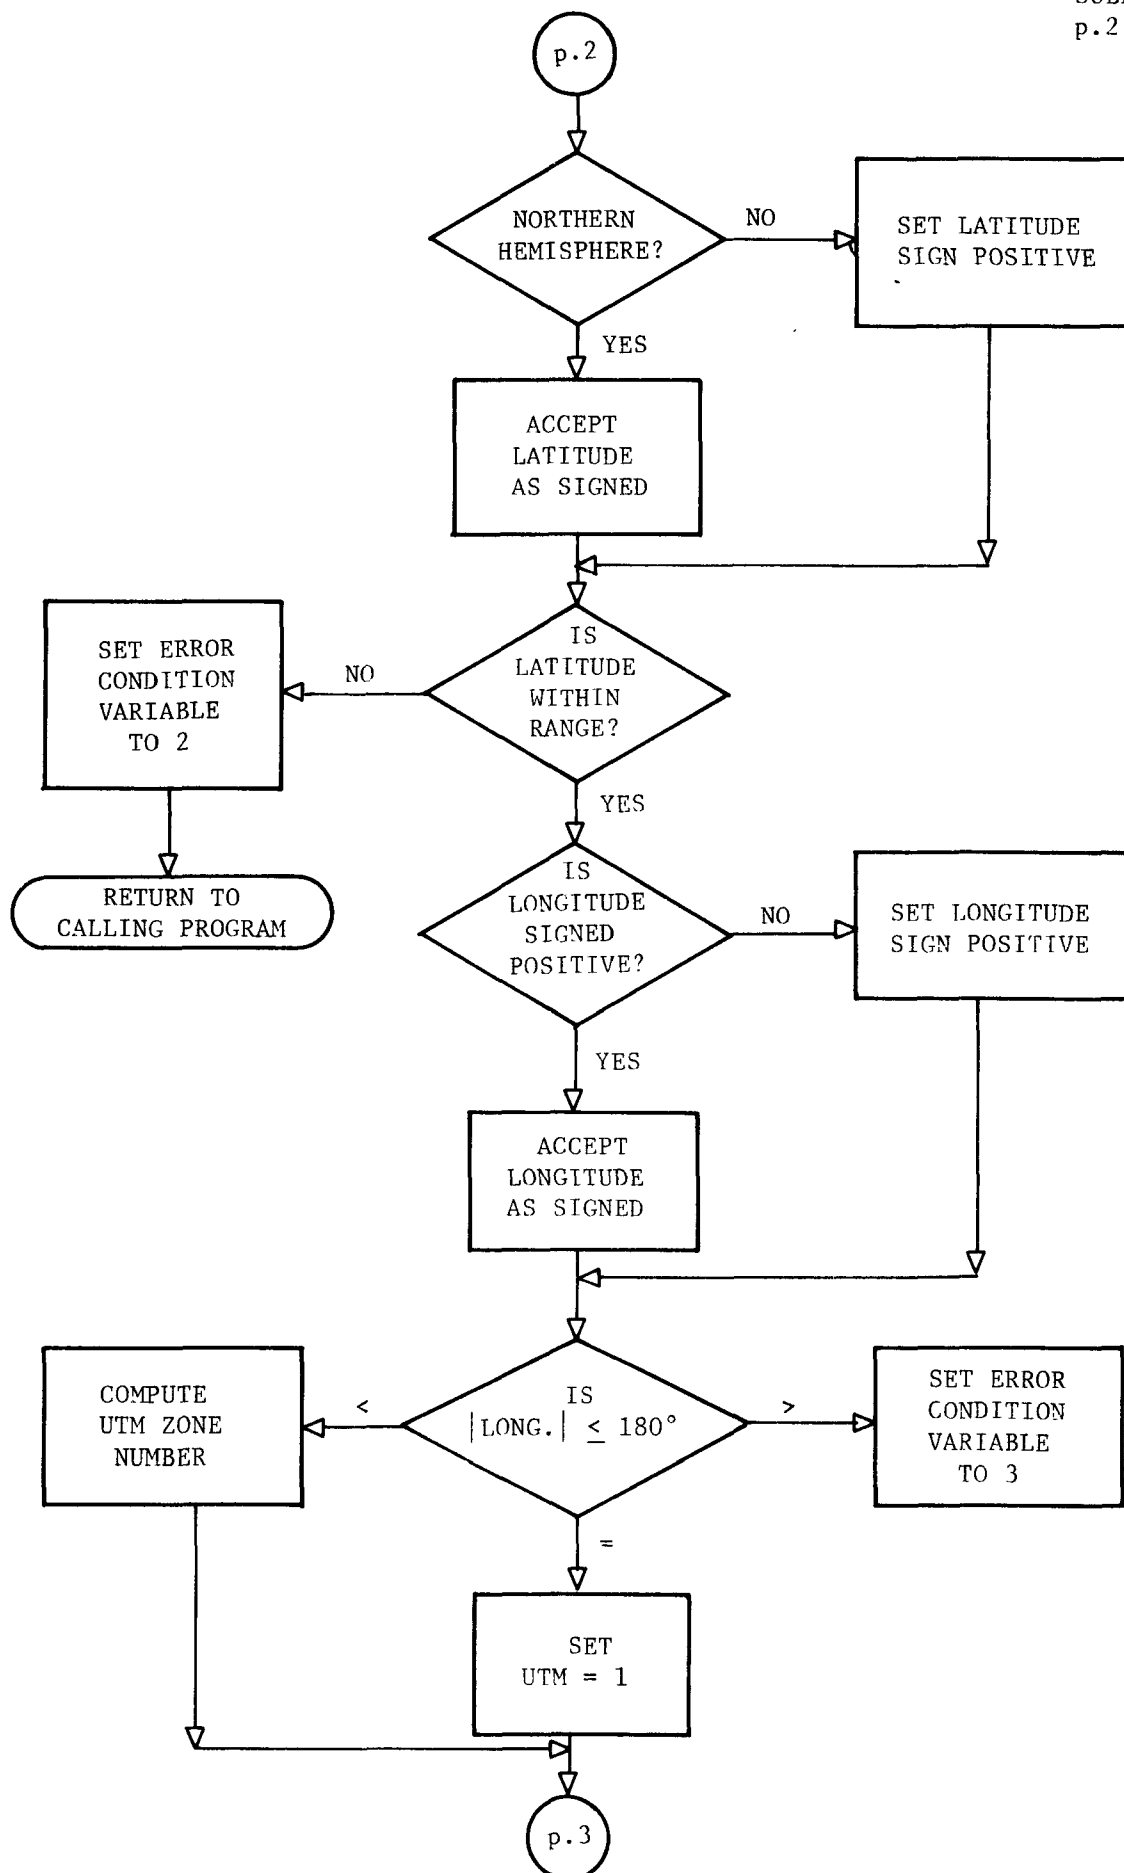 p.2
p.2
NORTHERN
HEMISPHERE?
NO
SET LATITUDE
SIGN POSITIVE
YES
ACCEPT
LATITUDE
AS SIGNED
IS
LATITUDE
WITHIN
RANGE?
NO
SET ERROR
CONDITION
VARIABLE
TO 2
YES
RETURN TO
CALLING PROGRAM
IS
LONGITUDE
SIGNED
POSITIVE?
NO
SET LONGITUDE
SIGN POSITIVE
YES
ACCEPT
LONGITUDE
AS SIGNED
IS
|LONG.| ≤ 180°
<
COMPUTE
UTM ZONE
NUMBER
>
SET ERROR
CONDITION
VARIABLE
TO 3
=
SET
UTM = 1
p.3